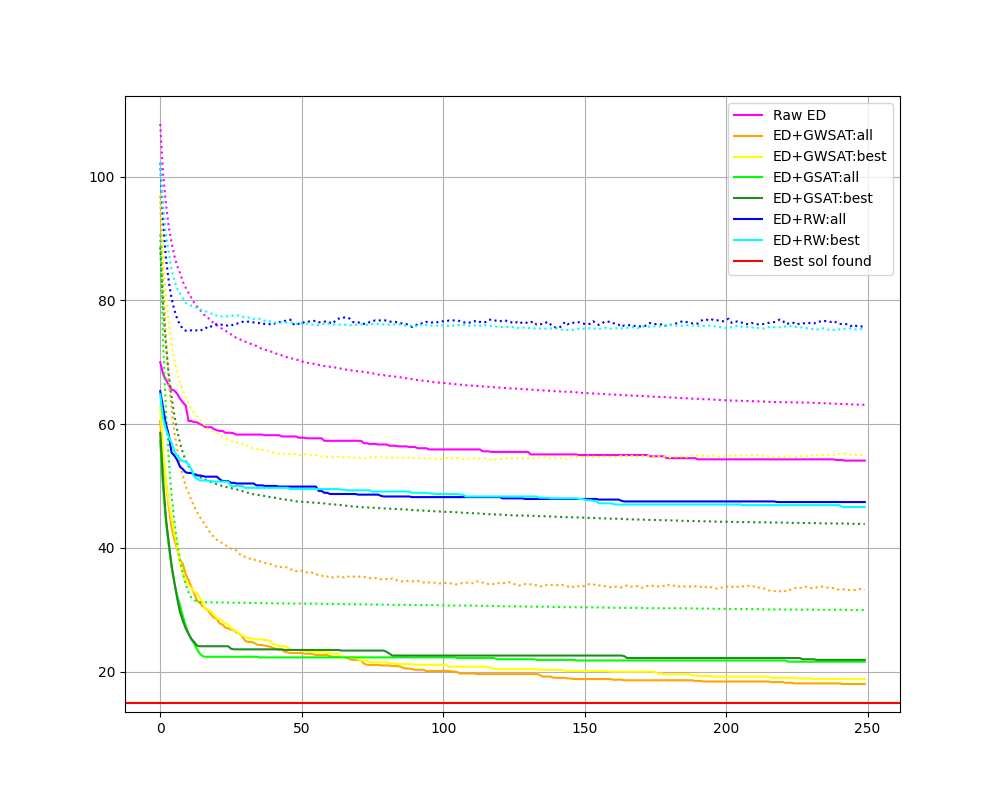 Raw ED
ED+GWSAT:all
ED+GWSAT:best
ED+GSAT:all
ED+GSAT:best
ED+RW:all
ED+RW:best
Best sol found
100
80
60
40
20
0 50 100 150 200 250